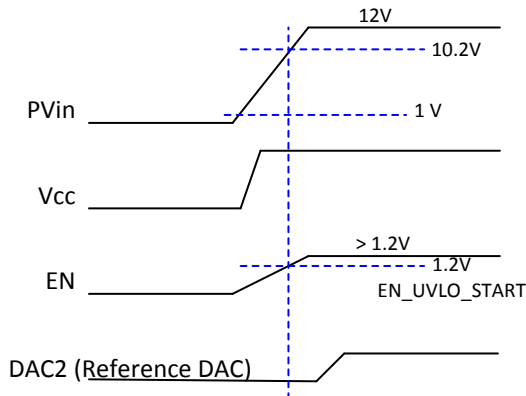 12V
10.2V
PVin
1 V
Vcc
> 1.2V
EN
1.2V
EN_UVLO_START
DAC2 (Reference DAC)